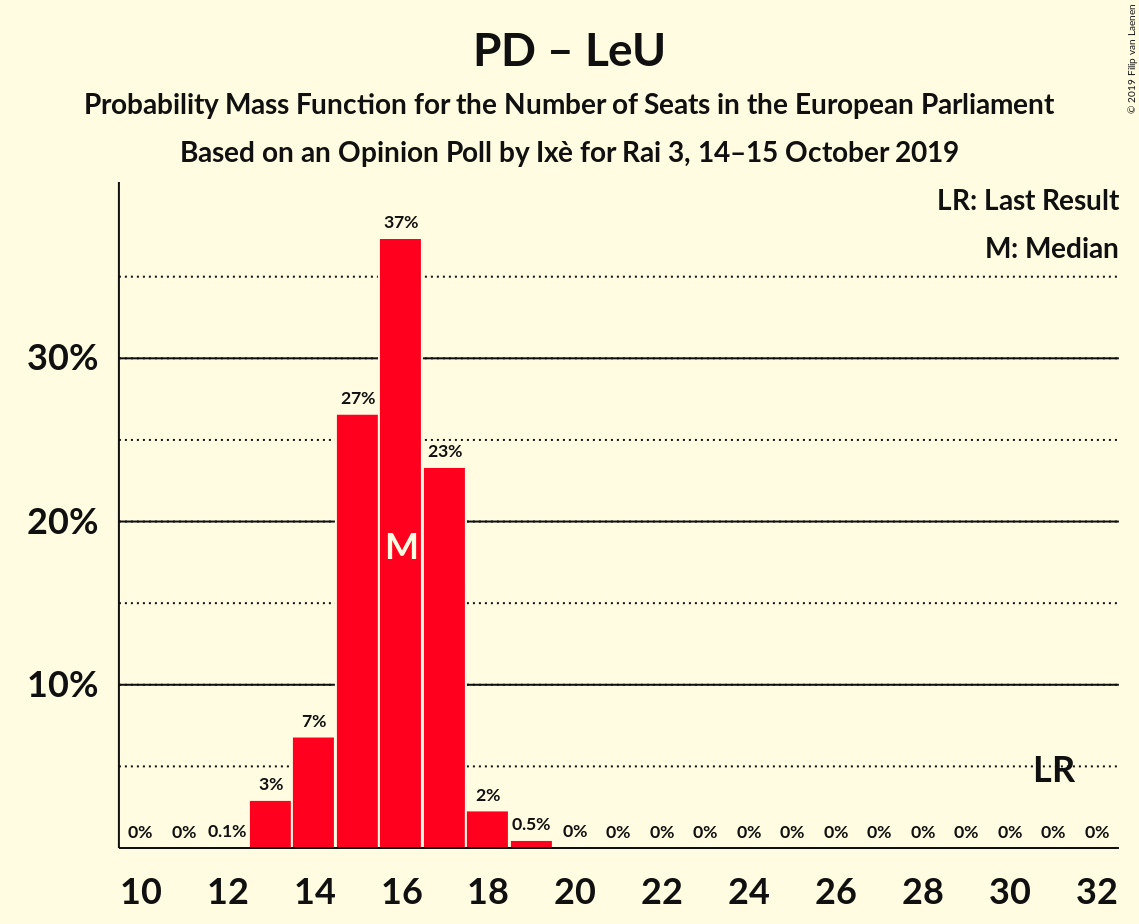 PD – LeU
Probability Mass Function for the Number of Seats in the European Parliament
Based on an Opinion Poll by Ixè for Rai 3, 14–15 October 2019
© 2019 Filip van Laenen
LR: Last Result
M: Median
30%
20%
10%
0% 0% 0.1% 3% 7% 27% 37% 23% 2% 0.5% 0% 0% 0% 0% 0% 0% 0% 0% 0% 0% 0% 0% 0%
M
LR
10 12 14 16 18 20 22 24 26 28 30 32